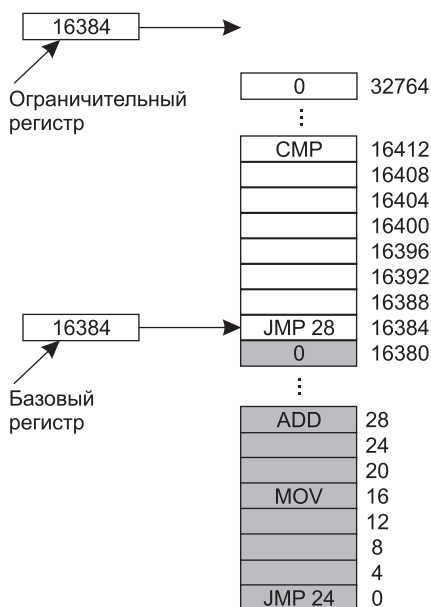 16384
Ограничительный
регистр
0 32764
⋮
CMP 16412
16408
16404
16400
16396
16392
16388
16384 JMP 28 16384
0 16380
Базовый
регистр
⋮
ADD 28
24
20
MOV 16
12
8
4
JMP 24 0